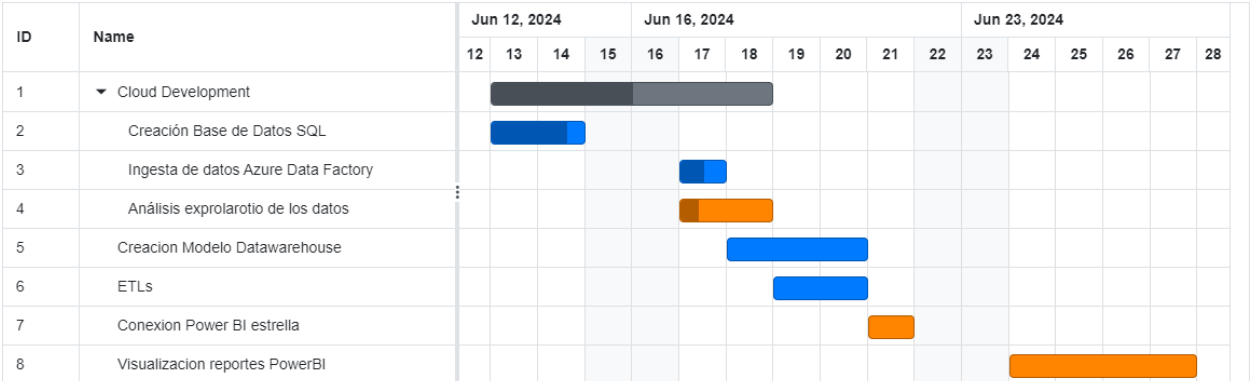 ID Name Jun 12, 2024 Jun 16, 2024 Jun 23, 2024
12 13 14 15 16 17 18 19 20 21 22 23 24 25 26 27 28
1 Cloud Development
2 Creación Base de Datos SQL
3 Ingesta de datos Azure Data Factory
4 Análisis exprolarotio de los datos
5 Creacion Modelo Datawarehouse
6 ETLs
7 Conexion Power BI estrella
8 Visualizacion reportes PowerBI